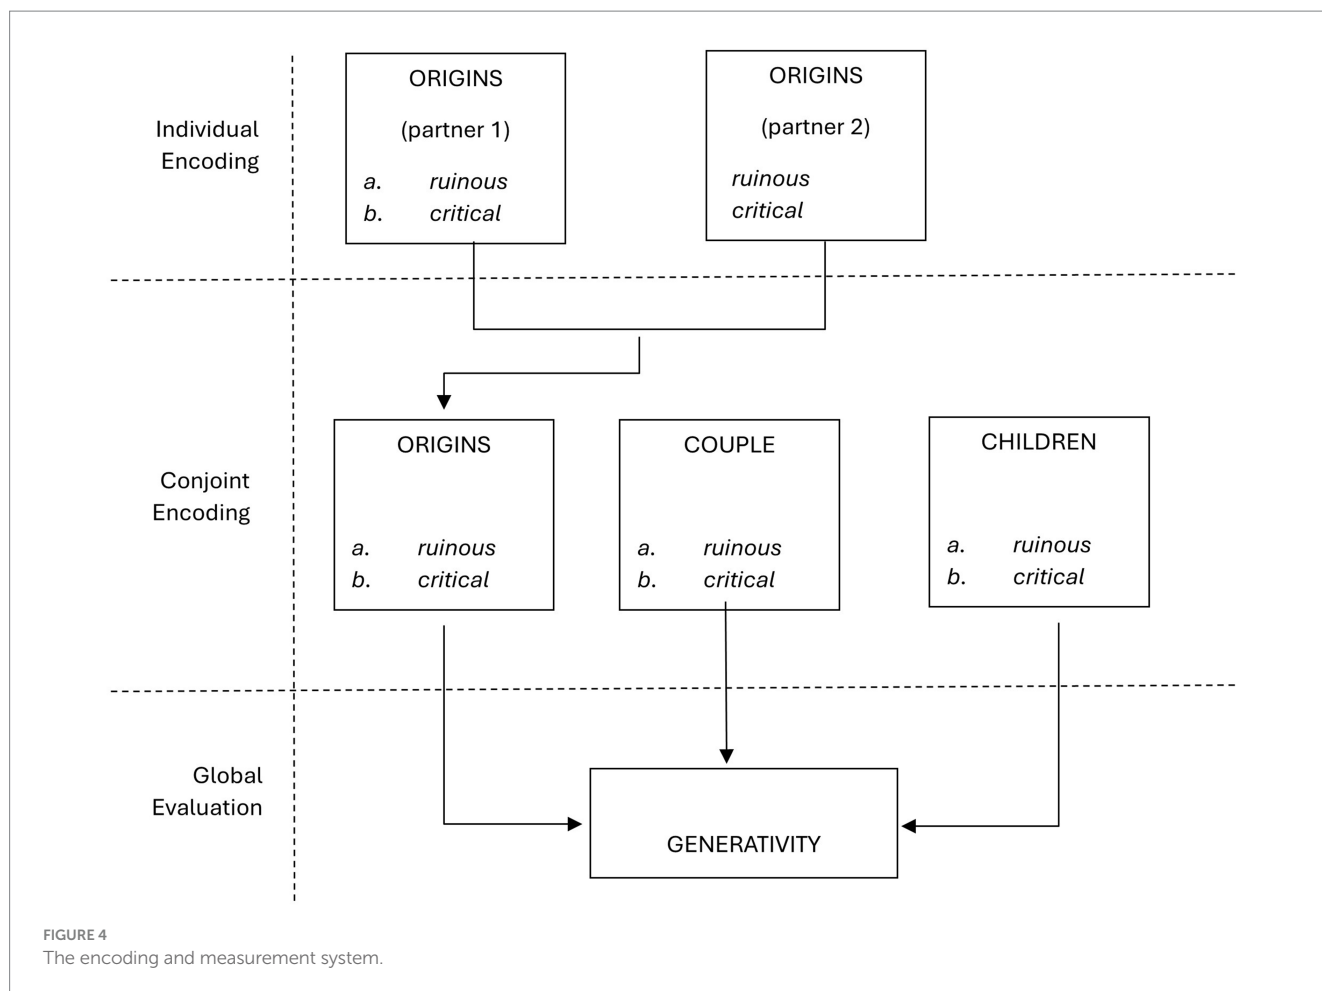 Individual
Encoding
ORIGINS
(partner 1)
a. ruinous
b. critical
ORIGINS
(partner 2)
ruinous
critical
Conjoint
Encoding
ORIGINS
a. ruinous
b. critical
COUPLE
a. ruinous
b. critical
CHILDREN
a. ruinous
b. critical
Global
Evaluation
GENERATIVITY
FIGURE 4
The encoding and measurement system.